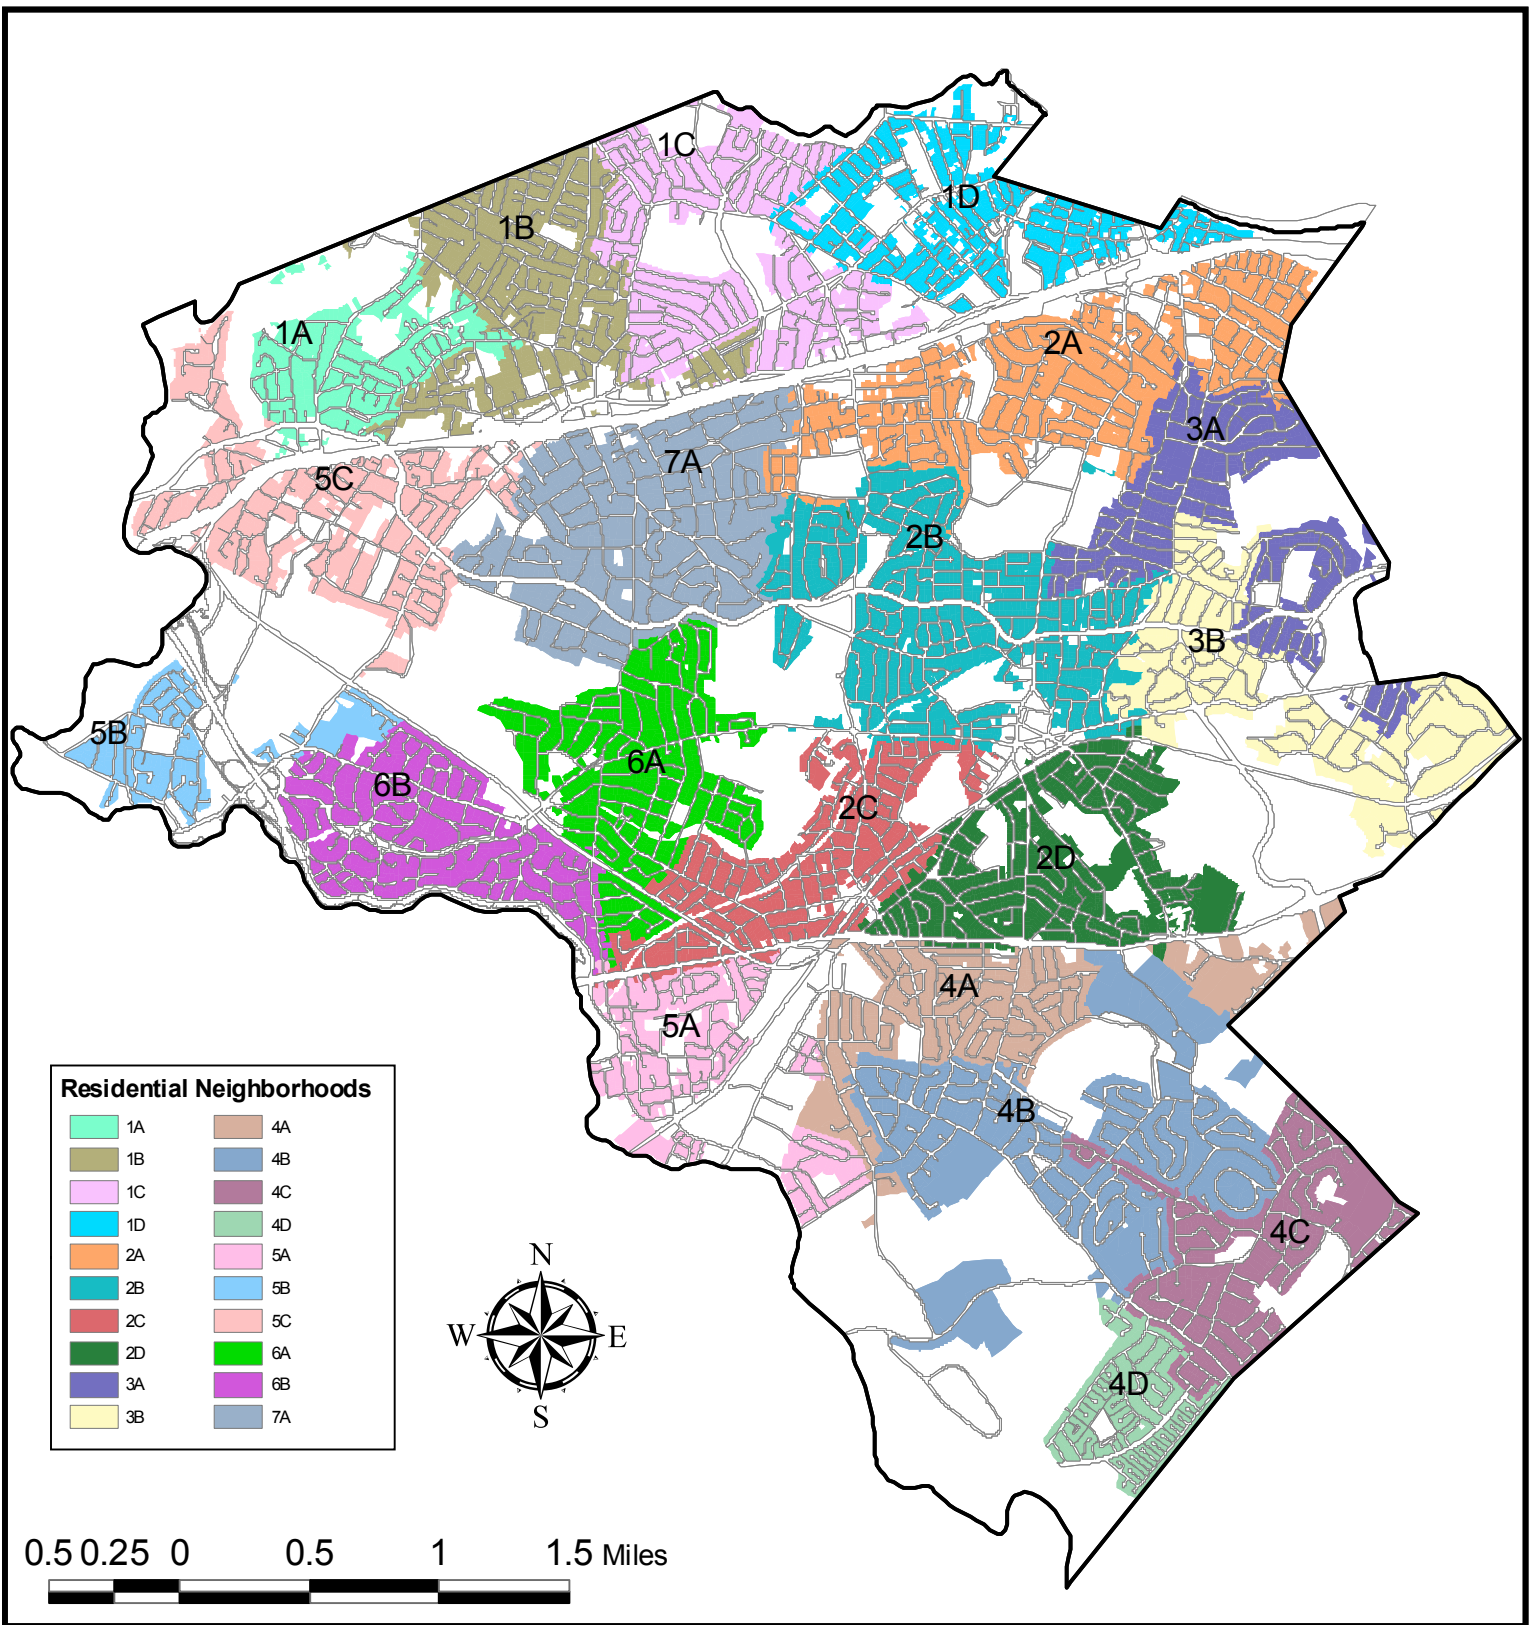 1C
1D
1B
1A
2A
3A
7A
5C
2B
3B
5B
6A
6B
2C
2D
4A
5A
4B
4C
4D
Residential Neighborhoods
1A 4A
1B 4B
1C 4C
1D 4D
2A 5A
2B 5B
2C 5C
2D 6A
3A 6B
3B 7A
N
W E
S
0.5 0.25 0 0.5 1 1.5 Miles